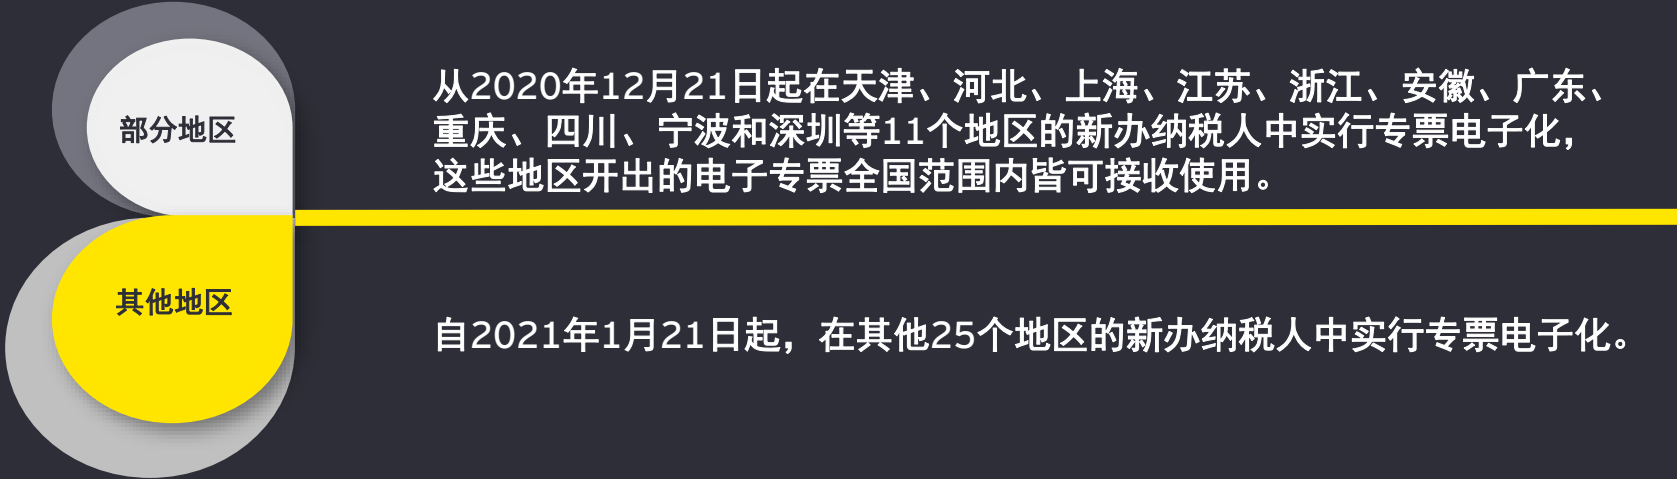 部分地区
从2020年12月21日起在天津、河北、上海、江苏、浙江、安徽、广东、
重庆、四川、宁波和深圳等11个地区的新办纳税人中实行专票电子化，
这些地区开出的电子专票全国范围内皆可接收使用。
其他地区
自2021年1月21日起，在其他25个地区的新办纳税人中实行专票电子化。